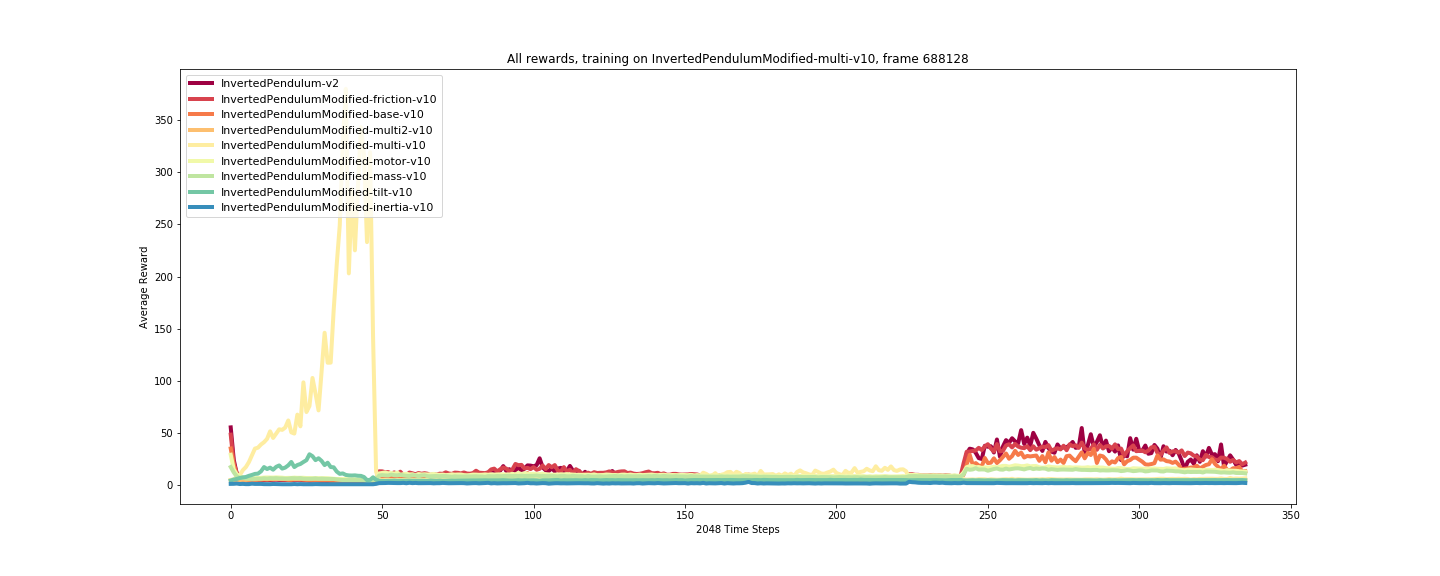 All rewards, training on InvertedPendulumModified-multi-v10, frame 688128
InvertedPendulum-v2
InvertedPendulumModified-friction-v10
InvertedPendulumModified-base-v10
InvertedPendulumModified-multi2-v10
InvertedPendulumModified-multi-v10
InvertedPendulumModified-motor-v10
InvertedPendulumModified-mass-v10
InvertedPendulumModified-tilt-v10
InvertedPendulumModified-inertia-v10
Average Reward
350
300
250
200
150
100
50
0
0 50 100 150 200 250 300 350
2048 Time Steps